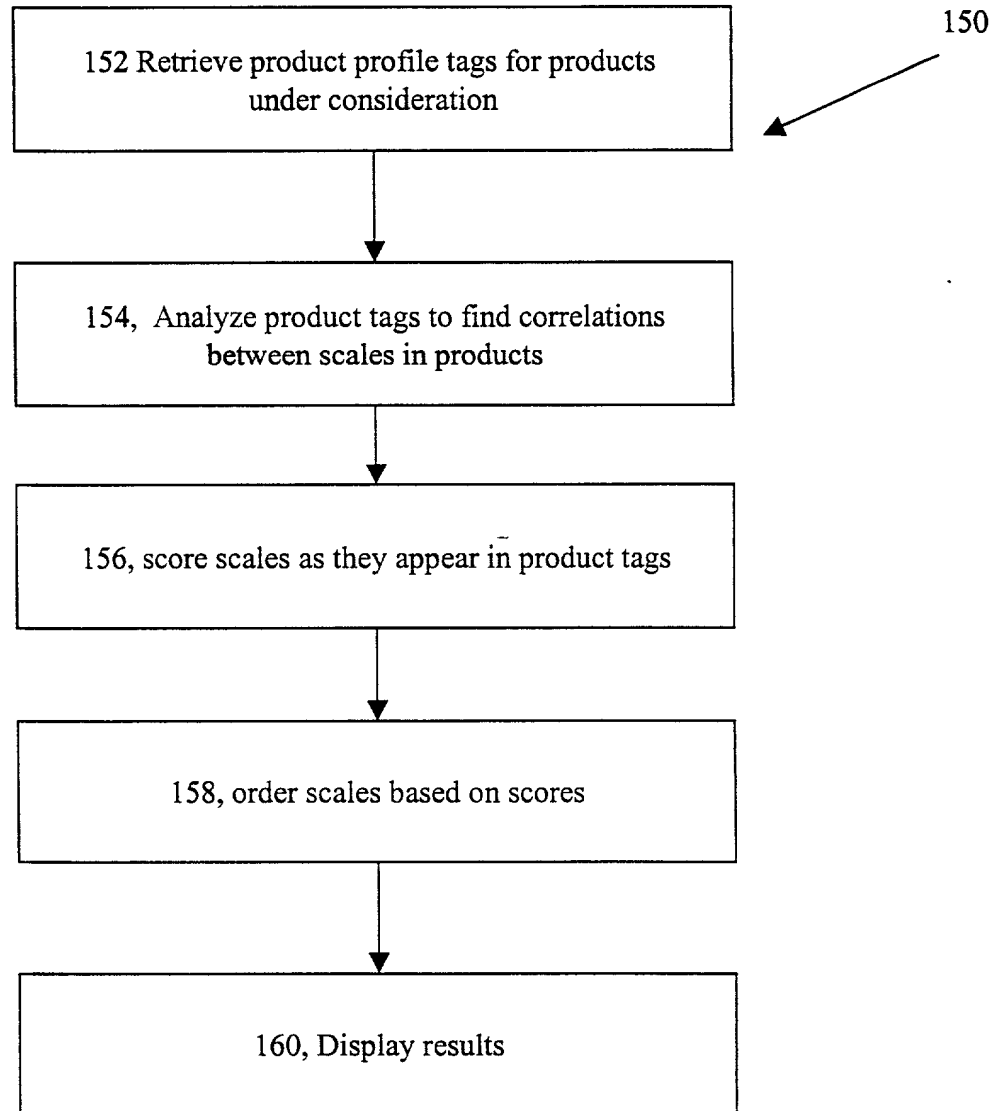 150
152 Retrieve product profile tags for products
under consideration
154, Analyze product tags to find correlations
between scales in products
156, score scales as they appear in product tags
158, order scales based on scores
160, Display results